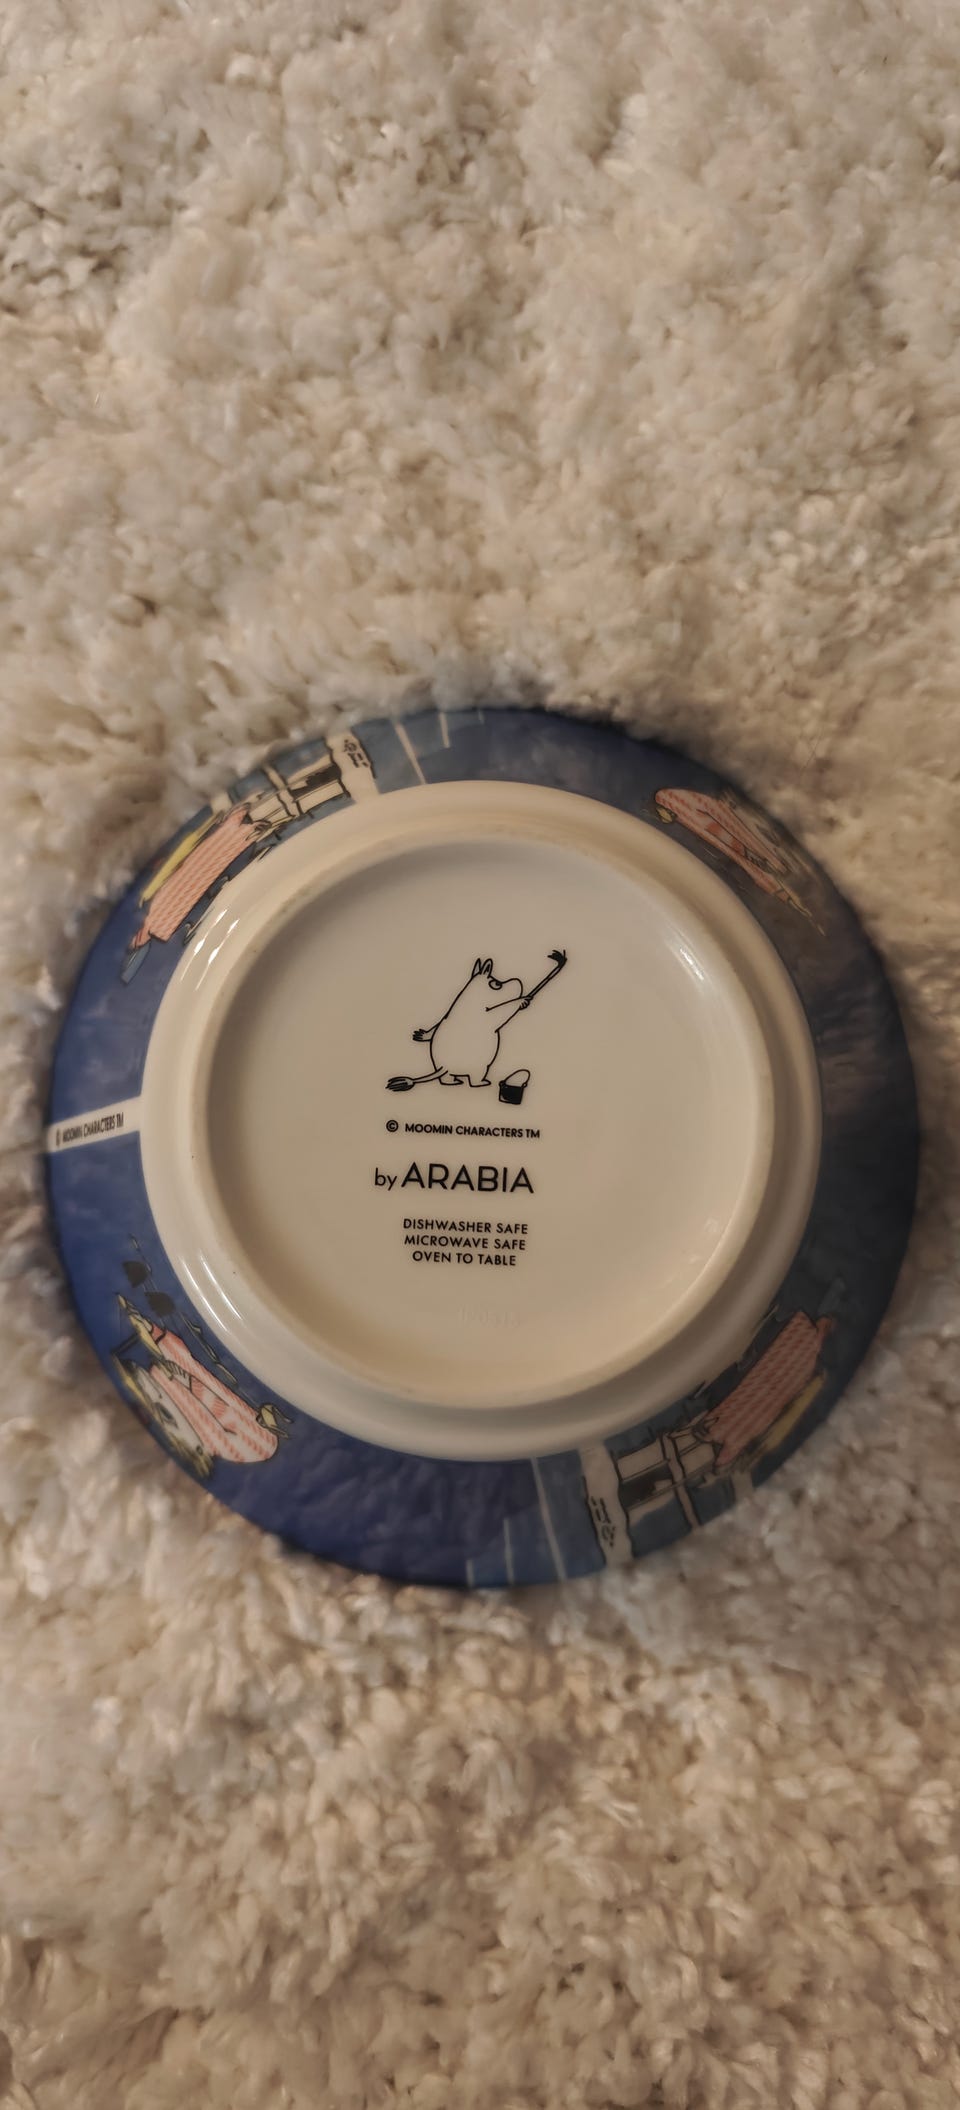 © MOOMIN CHARACTERS TM
by ARABIA
DISHWASHER SAFE
MICROWAVE SAFE
OVEN TO TABLE
© MOOMIN CHARACTERS TM